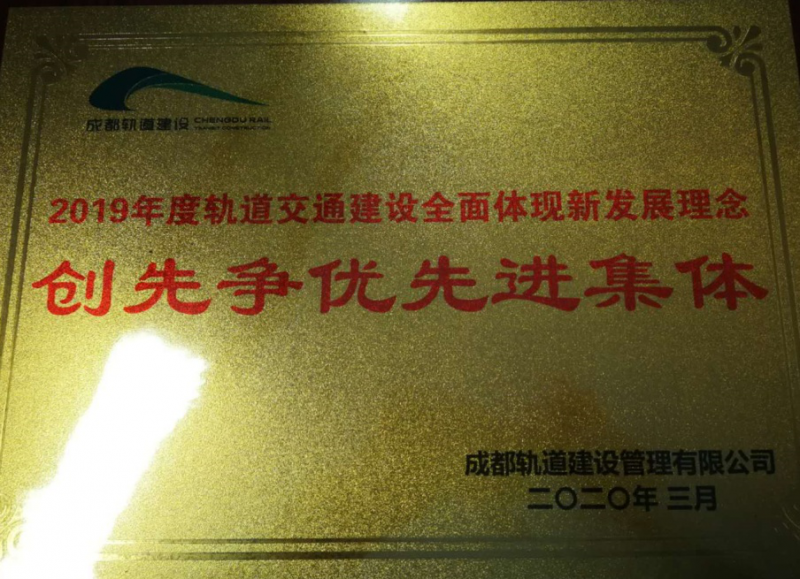 成都轨道建设 CHENGDU RAIL
TRANSIT CONSTRUCTION
2019年度轨道交通建设全面体现新发展理念
创先争优先进集体
成都轨道建设管理有限公司
二〇二〇年 三月